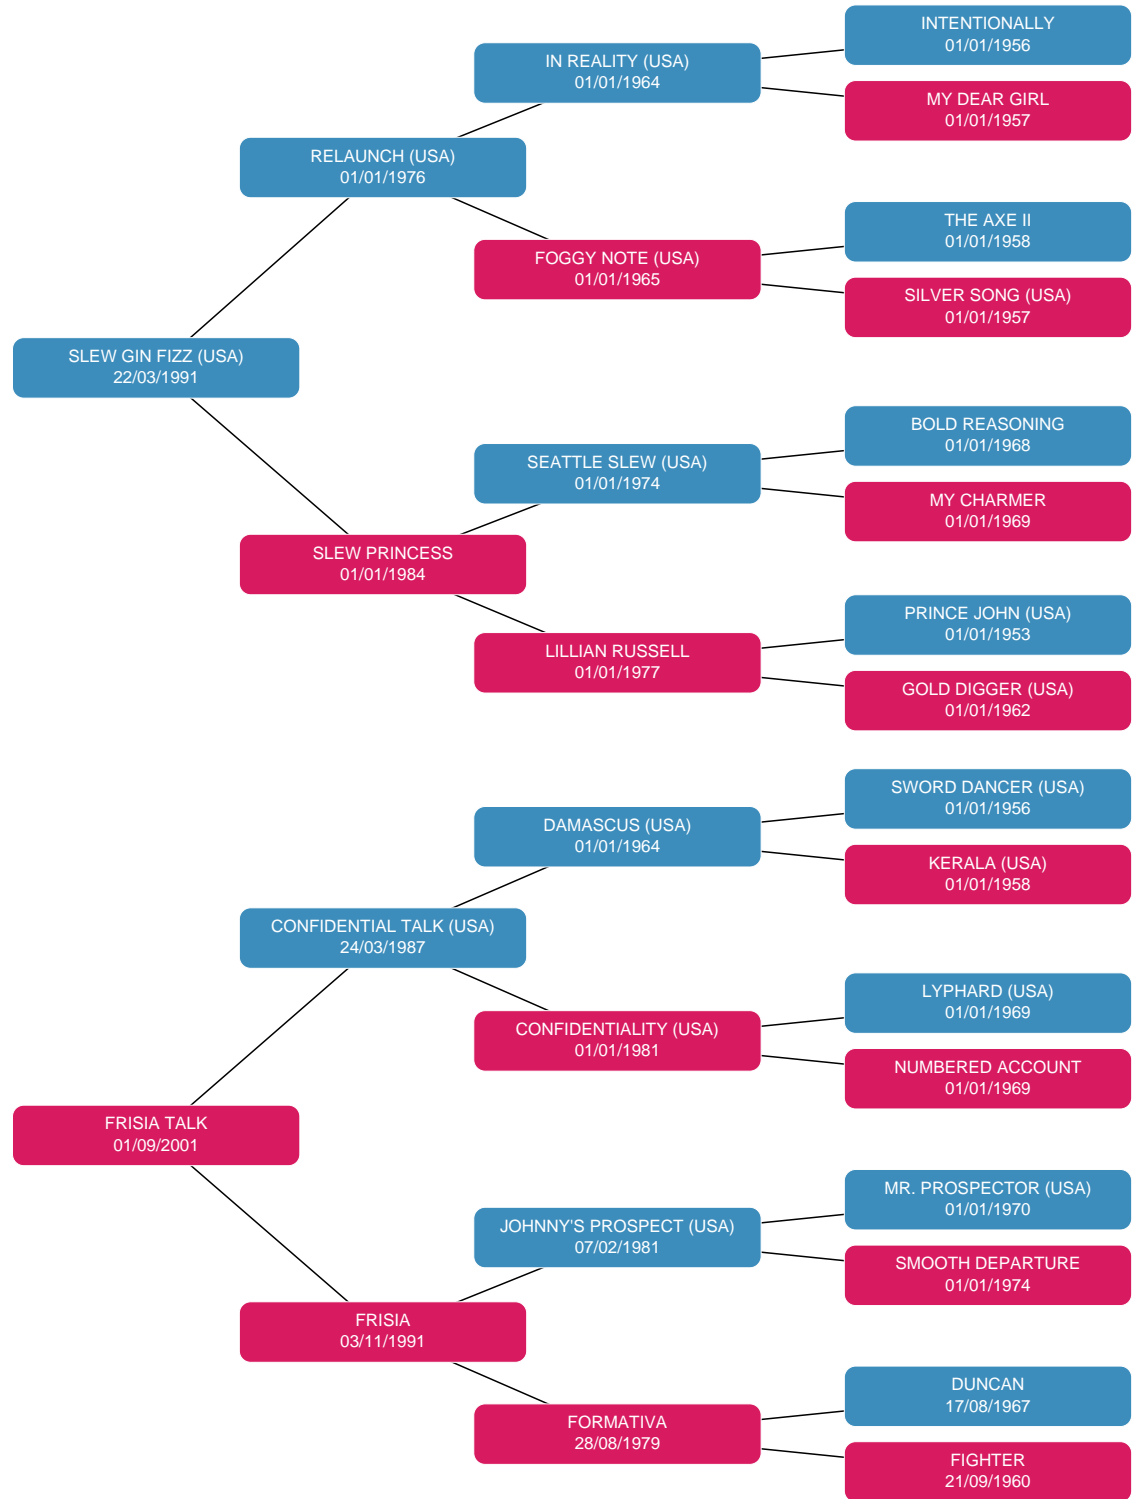 INTENTIONALLY
01/01/1956
IN REALITY (USA)
01/01/1964
MY DEAR GIRL
01/01/1957
RELAUNCH (USA)
01/01/1976
THE AXE II
01/01/1958
FOGGY NOTE (USA)
01/01/1965
SILVER SONG (USA)
01/01/1957
SLEW GIN FIZZ (USA)
22/03/1991
BOLD REASONING
01/01/1968
SEATTLE SLEW (USA)
01/01/1974
MY CHARMER
01/01/1969
SLEW PRINCESS
01/01/1984
PRINCE JOHN (USA)
01/01/1953
LILLIAN RUSSELL
01/01/1977
GOLD DIGGER (USA)
01/01/1962
SWORD DANCER (USA)
01/01/1956
DAMASCUS (USA)
01/01/1964
KERALA (USA)
01/01/1958
CONFIDENTIAL TALK (USA)
24/03/1987
LYPHARD (USA)
01/01/1969
CONFIDENTIALITY (USA)
01/01/1981
NUMBERED ACCOUNT
01/01/1969
FRISIA TALK
01/09/2001
MR. PROSPECTOR (USA)
01/01/1970
JOHNNY'S PROSPECT (USA)
07/02/1981
SMOOTH DEPARTURE
01/01/1974
FRISIA
03/11/1991
DUNCAN
17/08/1967
FORMATIVA
28/08/1979
FIGHTER
21/09/1960